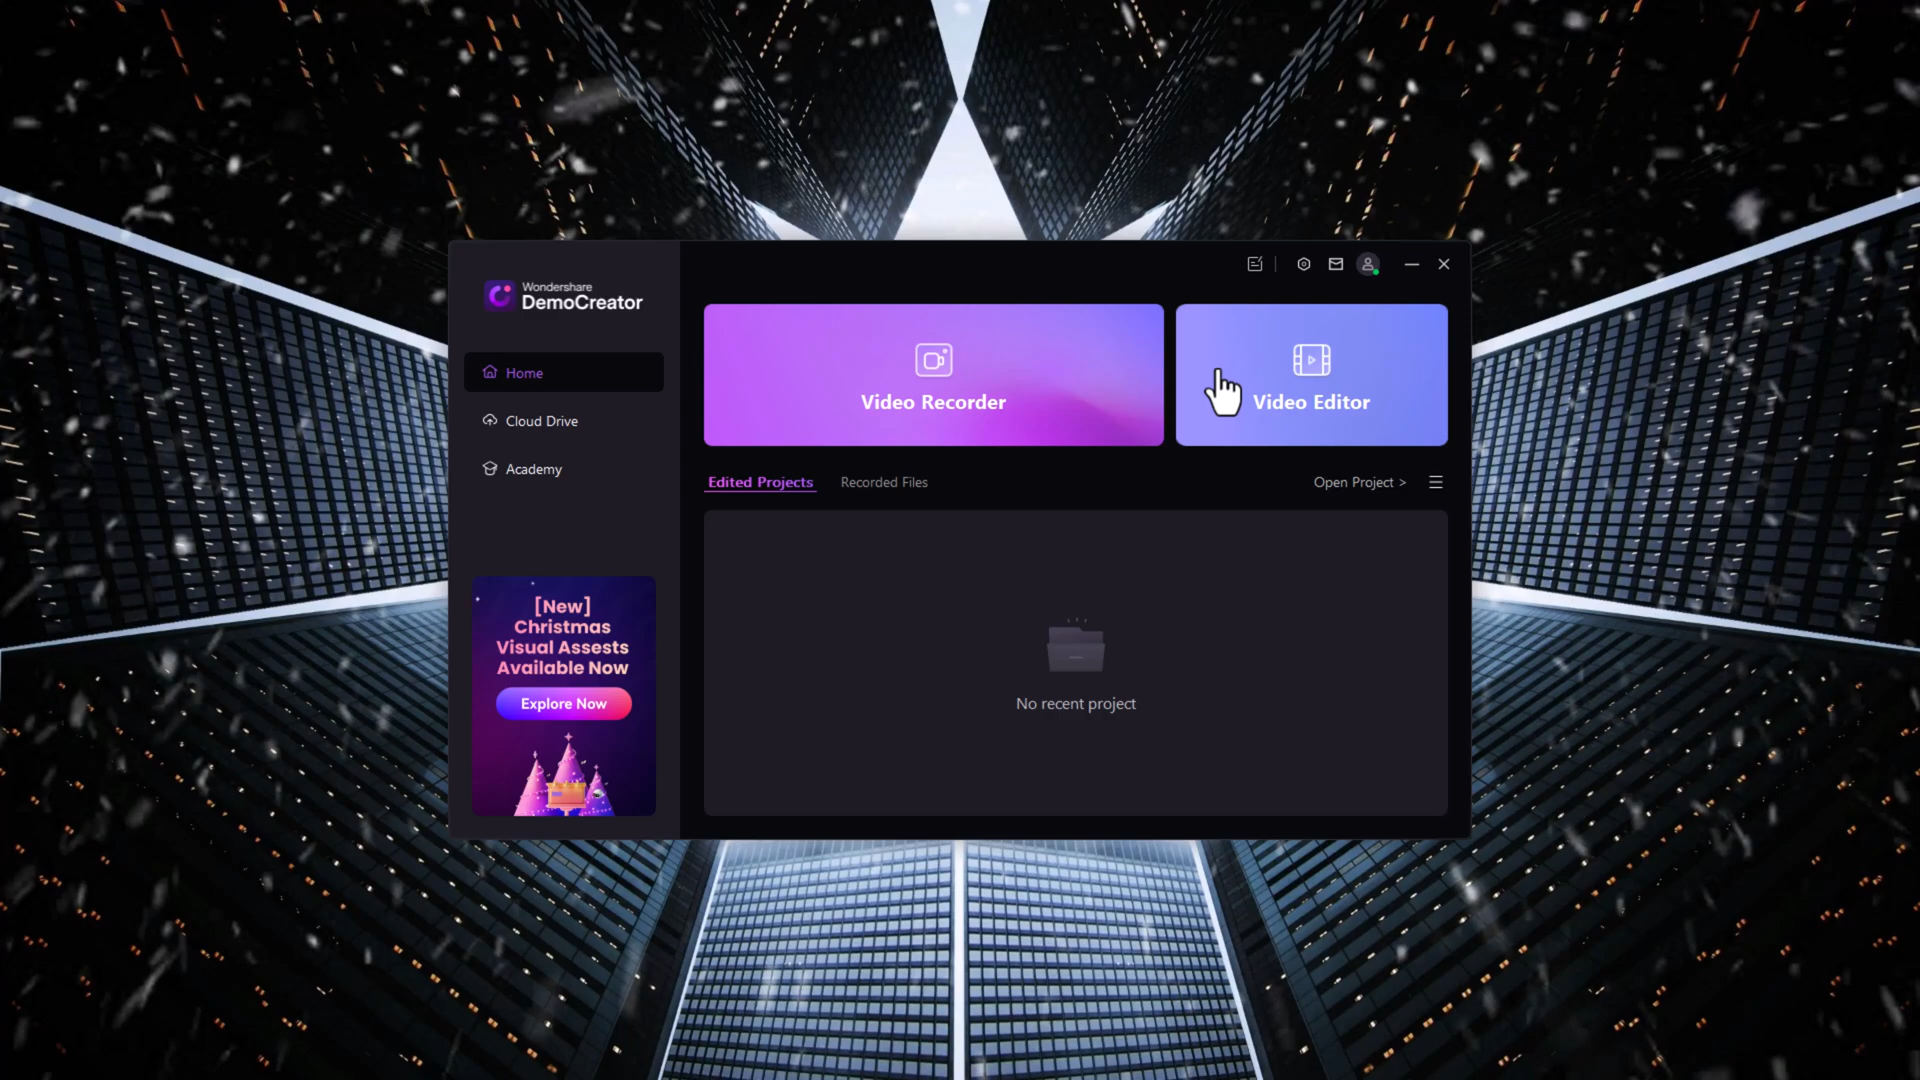 Wondershare
DemoCreator
Home
Cloud Drive
Academy
[New]
Christmas
Visual Assests
Available Now
Explore Now
Video Recorder
Video Editor
Edited Projects
Recorded Files
Open Project >
No recent project